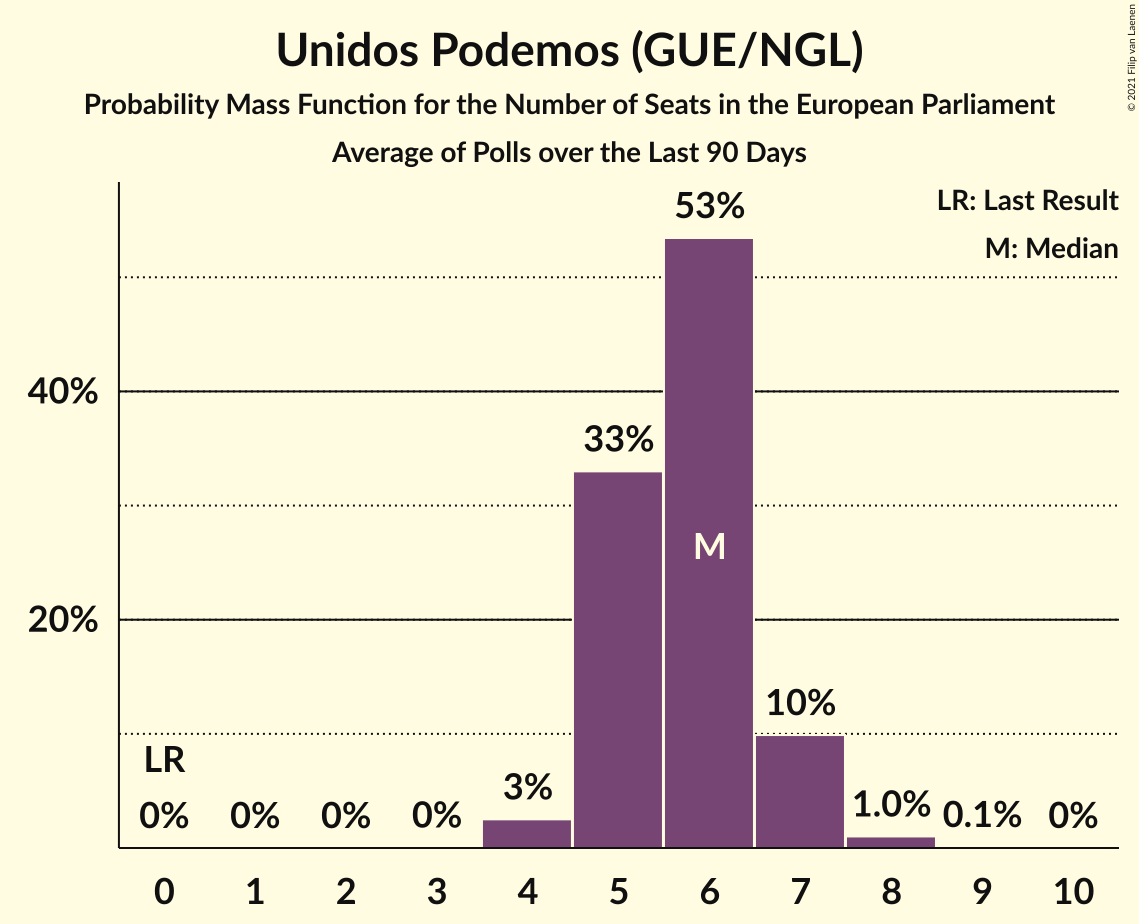 Unidos Podemos (GUE/NGL)
Probability Mass Function for the Number of Seats in the European Parliament
Average of Polls over the Last 90 Days
© 2021 Filip van Laenen
LR: Last Result
M: Median
53%
40%
33%
M
20%
10%
LR
3%
0% 0% 0% 0% 1.0% 0.1% 0%
0 1 2 3 4 5 6 7 8 9 10